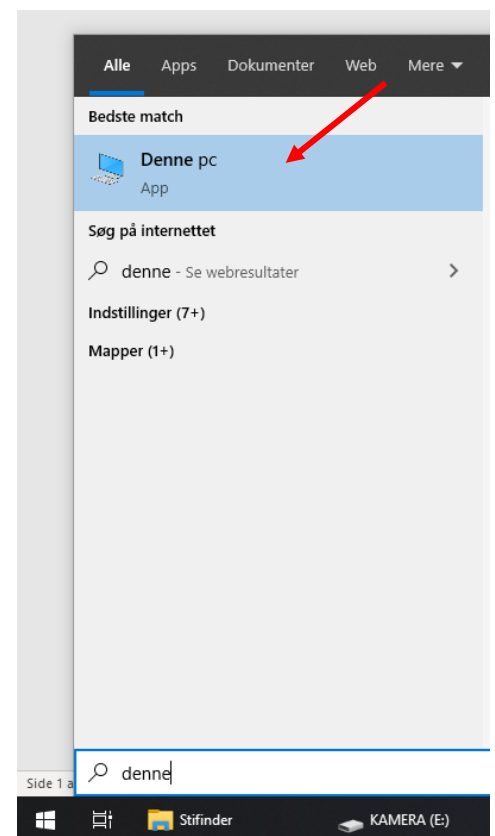 Alle Apps Dokumenter Web Mere
Bedste match
Denne pc
App
Søg på internettet
denne - Se webresultater
Indstillinger (7+)
Mapper (1+)
denne
Side 1 a
Stifinder KAMERA (E:)